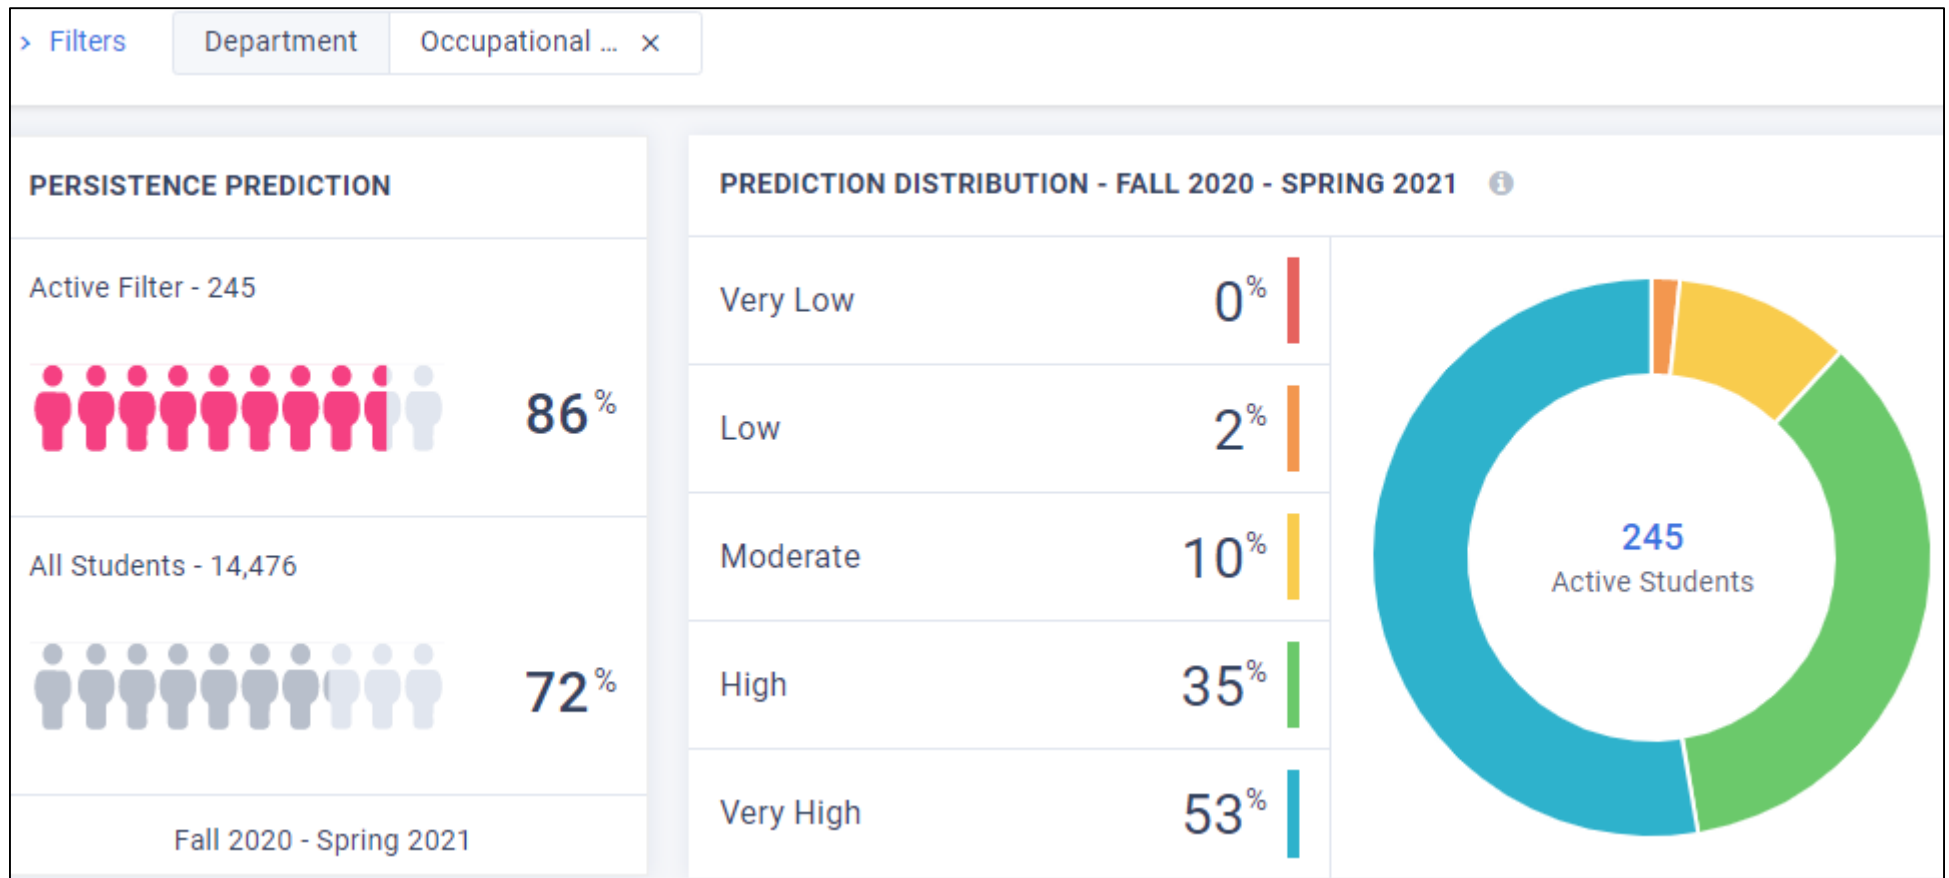 › Filters
Department
Occupational ... ×
PERSISTENCE PREDICTION
Active Filter - 245
86%
All Students - 14,476
72%
Fall 2020 - Spring 2021
PREDICTION DISTRIBUTION - FALL 2020 - SPRING 2021
Very Low 0%
Low 2%
Moderate 10%
High 35%
Very High 53%
245
Active Students